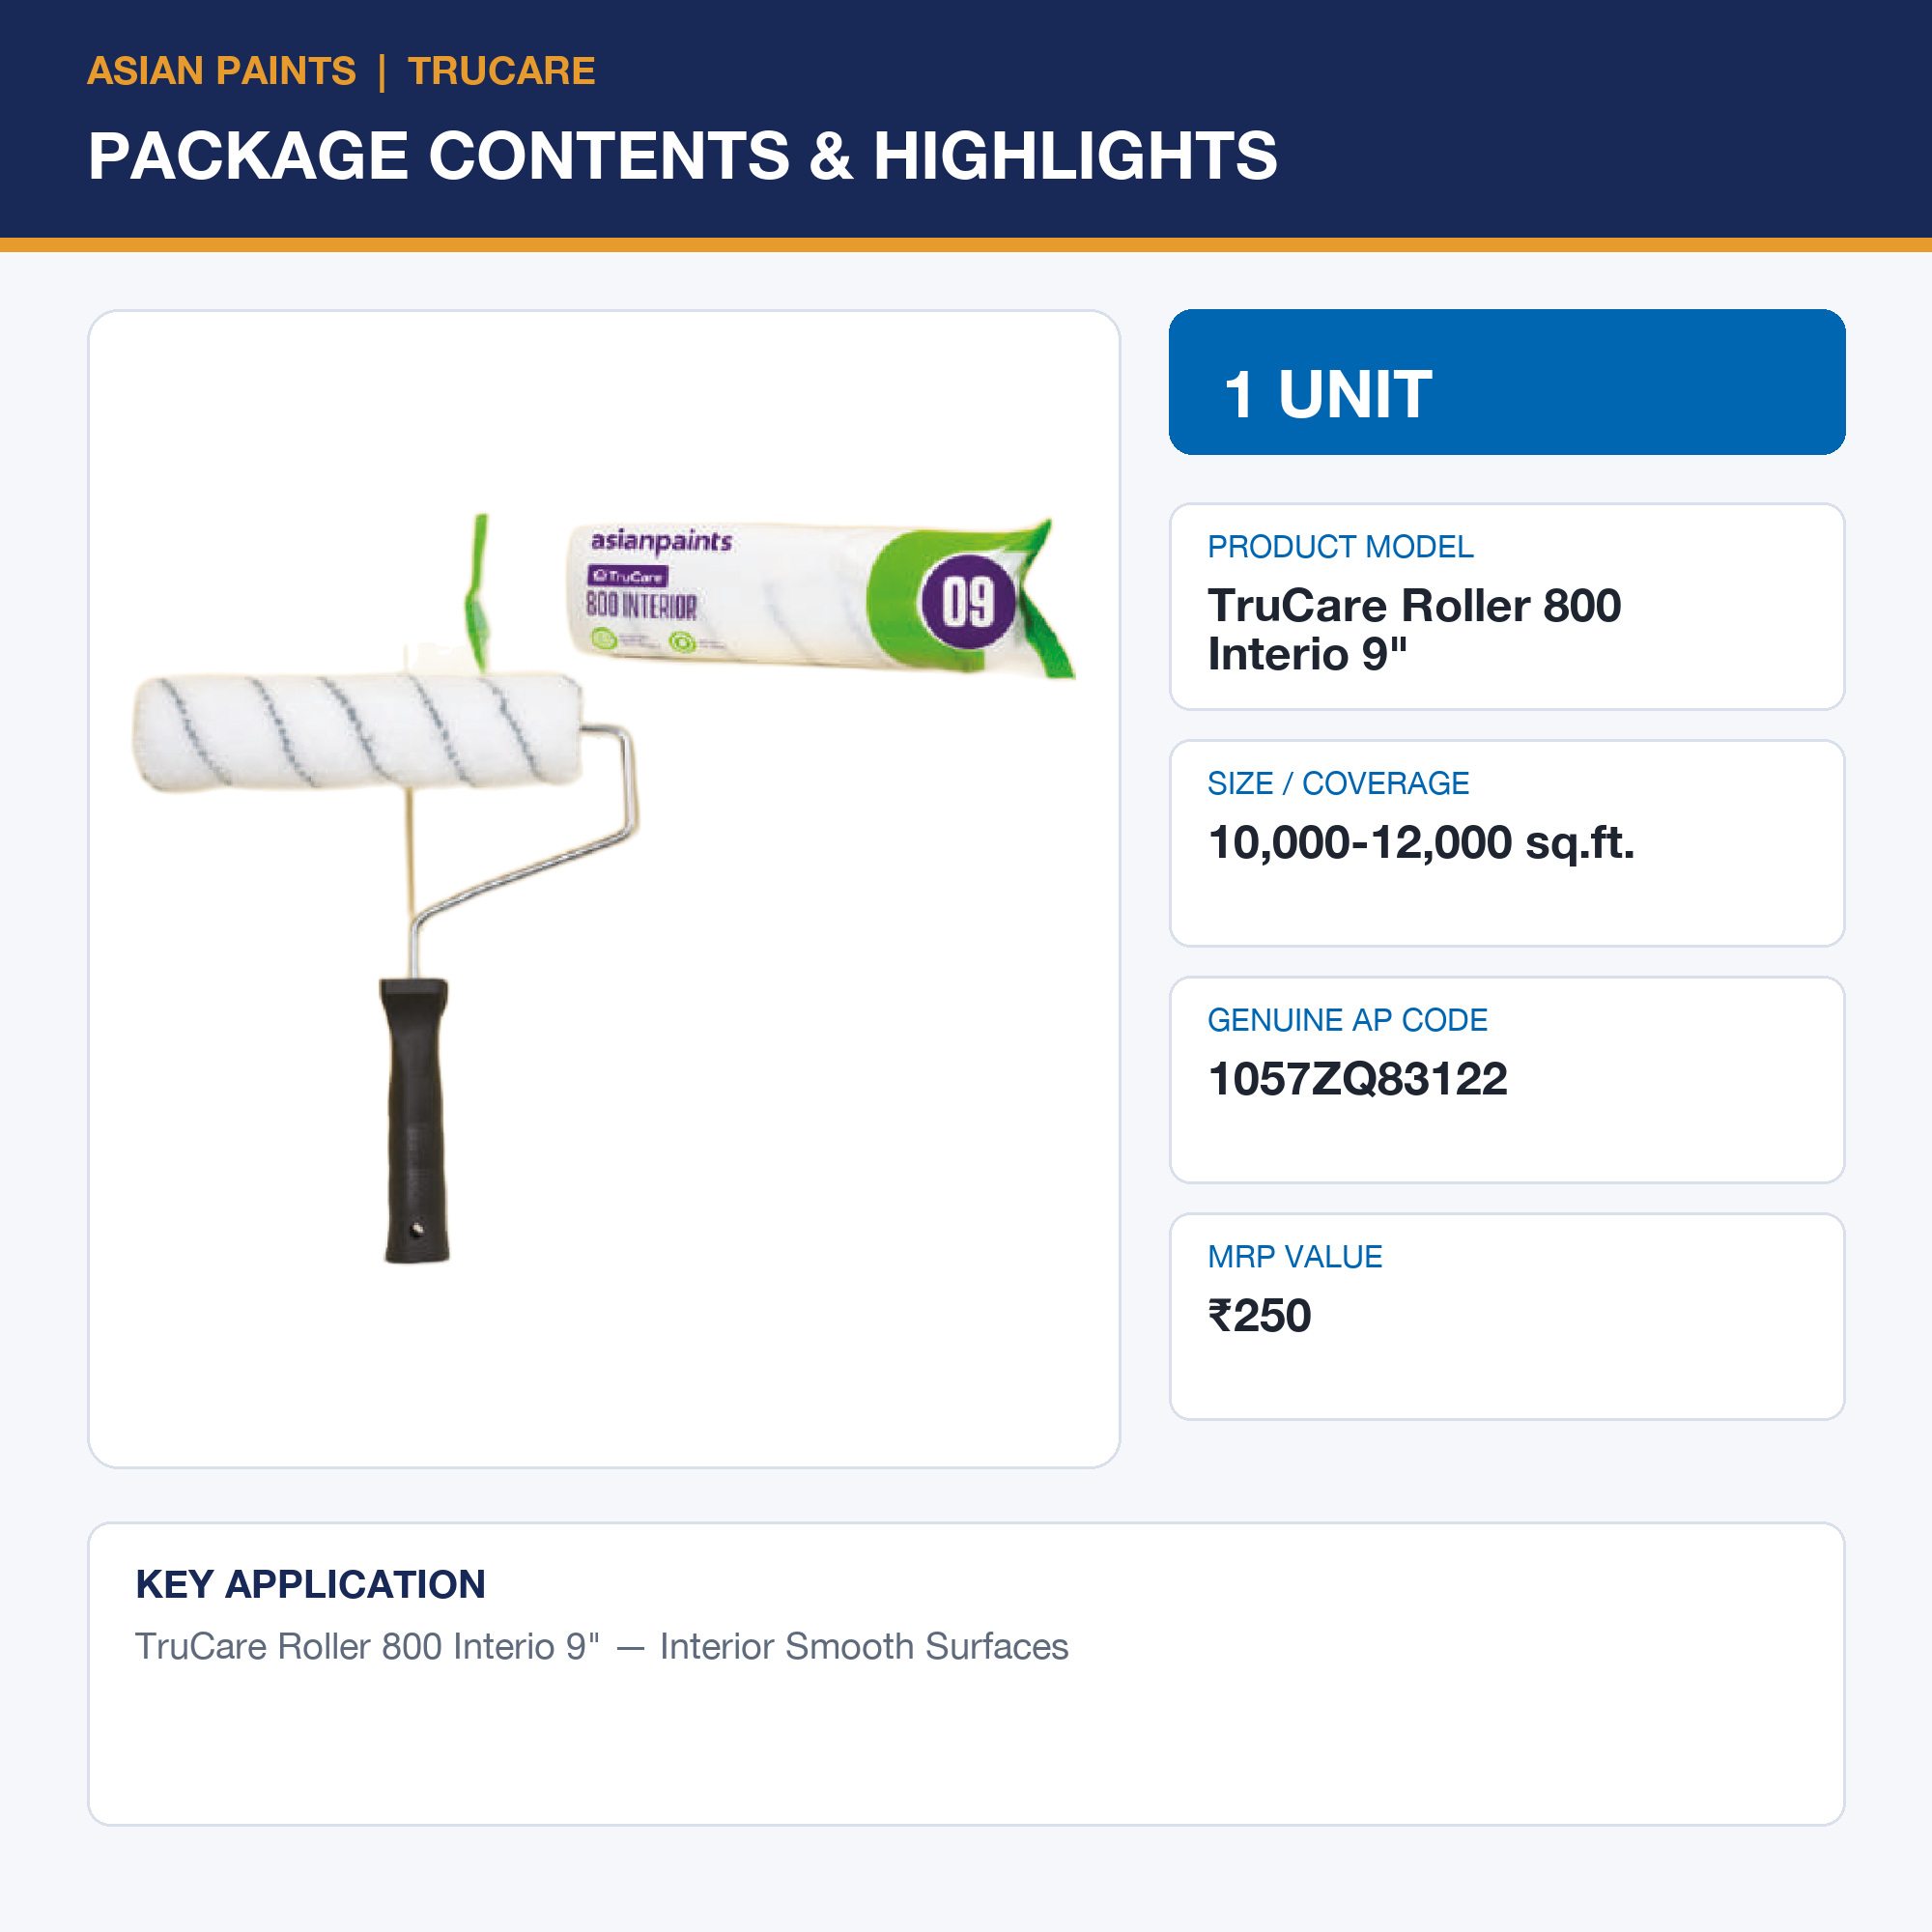 ASIAN PAINTS | TRUCARE
PACKAGE CONTENTS & HIGHLIGHTS
asianpaints
TruCare
800 INTERIOR
09
1 UNIT
PRODUCT MODEL
TruCare Roller 800
Interio 9"
SIZE / COVERAGE
10,000-12,000 sq.ft.
GENUINE AP CODE
1057ZQ83122
MRP VALUE
₹250
KEY APPLICATION
TruCare Roller 800 Interio 9" — Interior Smooth Surfaces